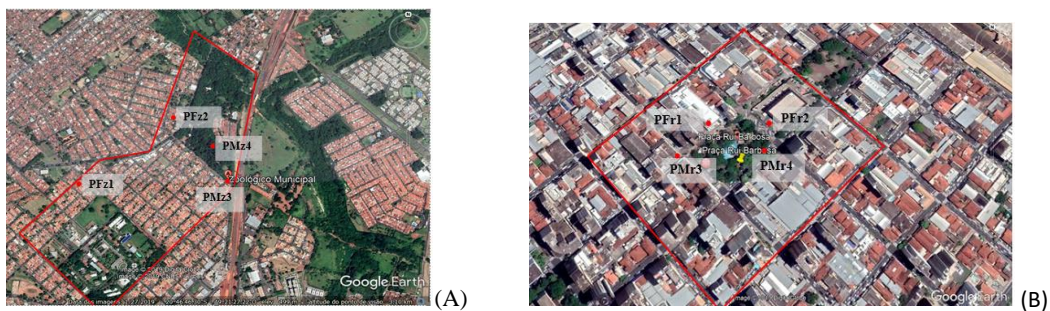 PFz2
PMz4
PFz1
Zoológico Municipal
PMz3
Google Earth
(A)
PFr1
PFr2
Praça Rui Barbosa
Praça Rui Barbosa
PMr3
PMr4
Google Earth
(B)